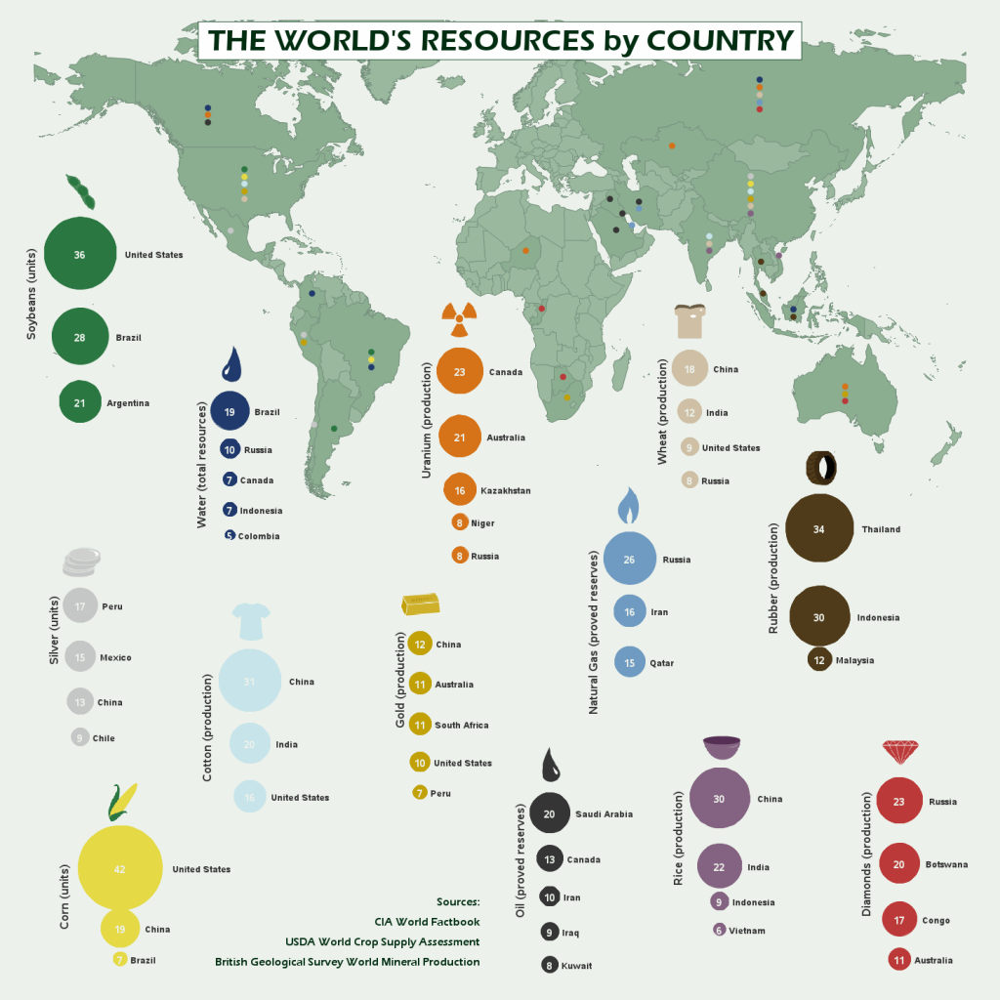 THE WORLD'S RESOURCES by COUNTRY
Soybeans (units)
36 United States
28 Brazil
21 Argentina
Water (total resources)
19 Brazil
10 Russia
7 Canada
7 Indonesia
5 Colombia
Uranium (production)
23 Canada
21 Australia
16 Kazakhstan
8 Niger
8 Russia
Wheat (production)
18 China
12 India
9 United States
8 Russia
Rubber (production)
34 Thailand
30 Indonesia
12 Malaysia
Natural Gas (proved reserves)
26 Russia
16 Iran
15 Qatar
Silver (units)
17 Peru
15 Mexico
13 China
9 Chile
Cotton (production)
31 China
20 India
16 United States
Gold (production)
12 China
11 Australia
11 South Africa
10 United States
7 Peru
Corn (units)
42 United States
19 China
7 Brazil
Oil (proved reserves)
20 Saudi Arabia
13 Canada
10 Iran
9 Iraq
8 Kuwait
Rice (production)
30 China
22 India
9 Indonesia
6 Vietnam
Diamonds (production)
23 Russia
20 Botswana
17 Congo
11 Australia
Sources:
CIA World Factbook
USDA World Crop Supply Assessment
British Geological Survey World Mineral Production